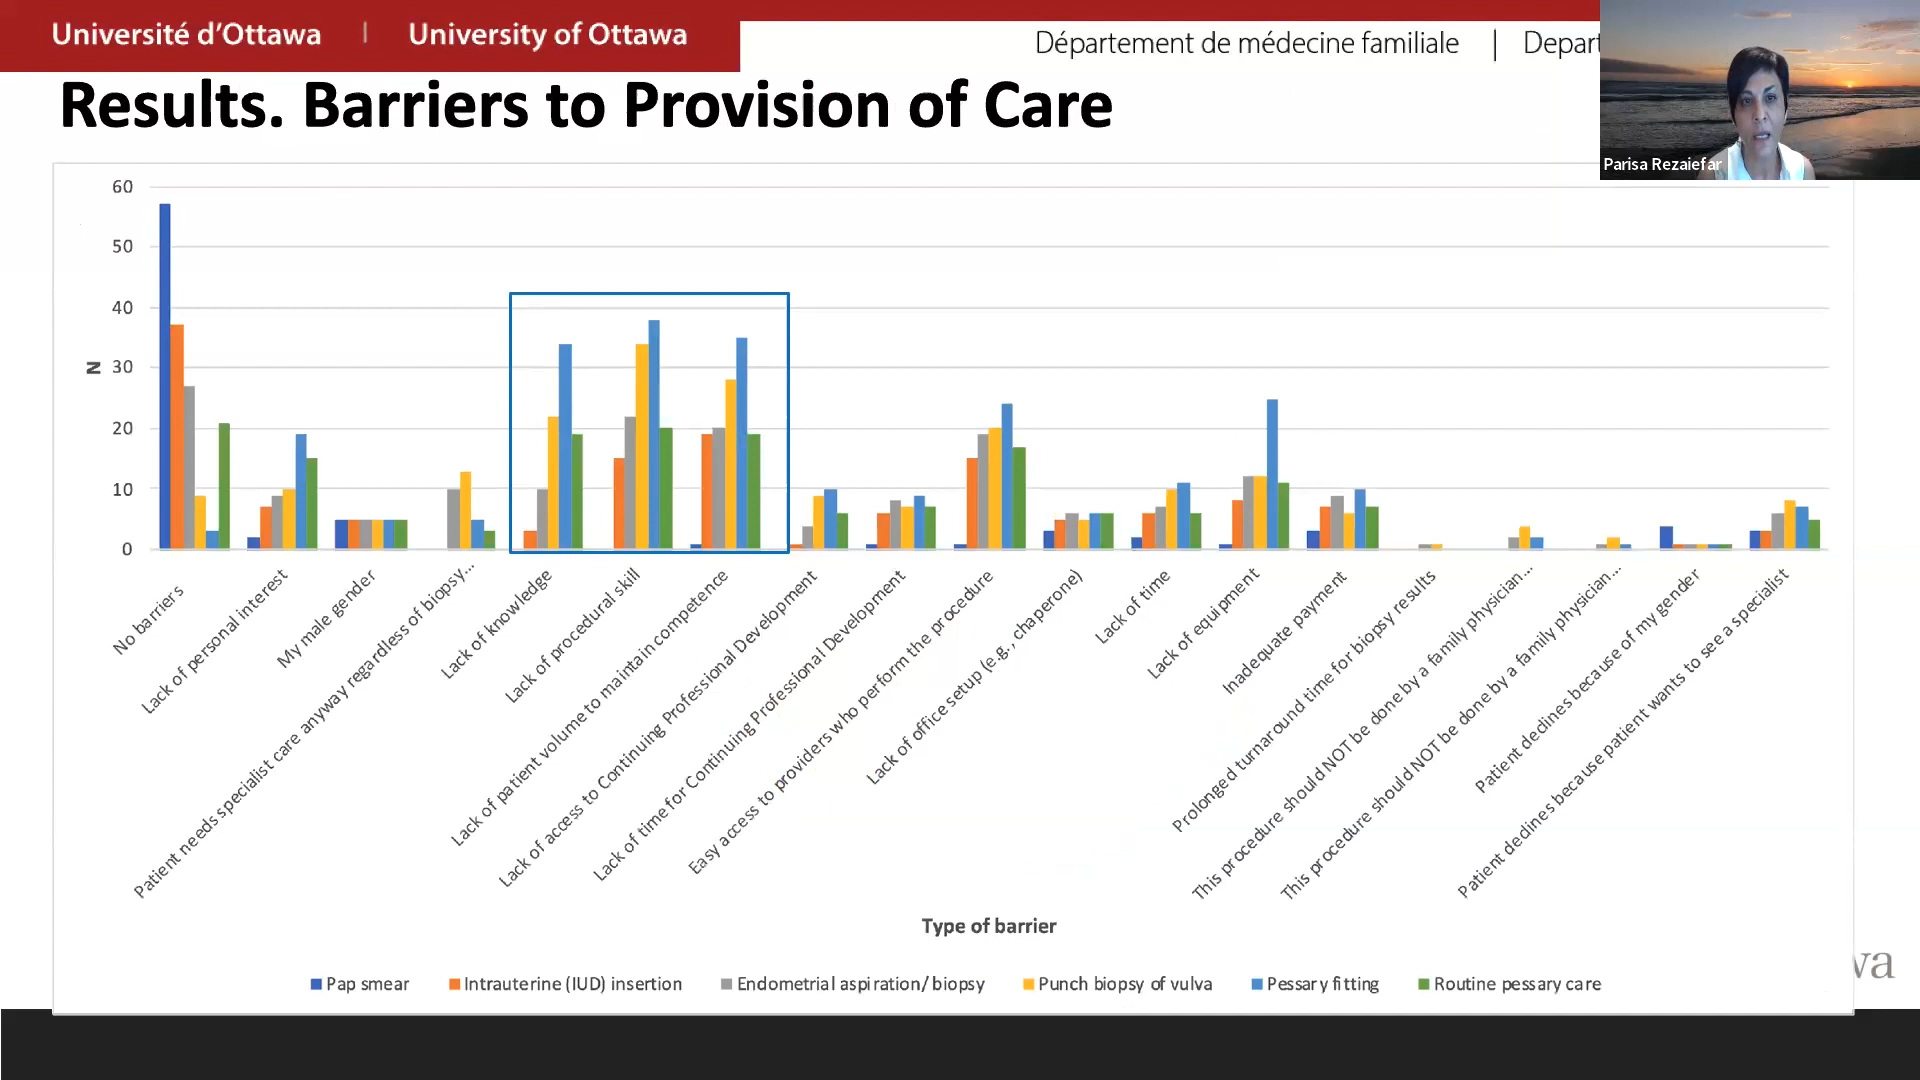 Université d'Ottawa | University of Ottawa
Département de médecine familiale | Depart
Results. Barriers to Provision of Care
Parisa Rezaiefar
60
50
40
30
20
10
0
N
No barriers
Lack of personal interest
My male gender
Patient needs specialist care anyway regardless of biopsy...
Lack of knowledge
Lack of procedural skill
Lack of patient volume to maintain competence
Lack of access to Continuing Professional Development
Lack of time for Continuing Professional Development
Easy access to providers who perform the procedure
Lack of office setup (e.g., chaperone)
Lack of time
Lack of equipment
Inadequate payment
Prolonged turnaround time for biopsy results
This procedure should NOT be done by a family physician...
This procedure should NOT be done by a family physician...
Patient declines because of my gender
Patient declines because patient wants to see a specialist
Type of barrier
Pap smear
Intrauterine (IUD) insertion
Endometrial aspiration/ biopsy
Punch biopsy of vulva
Pessary fitting
Routine pessary care
wa